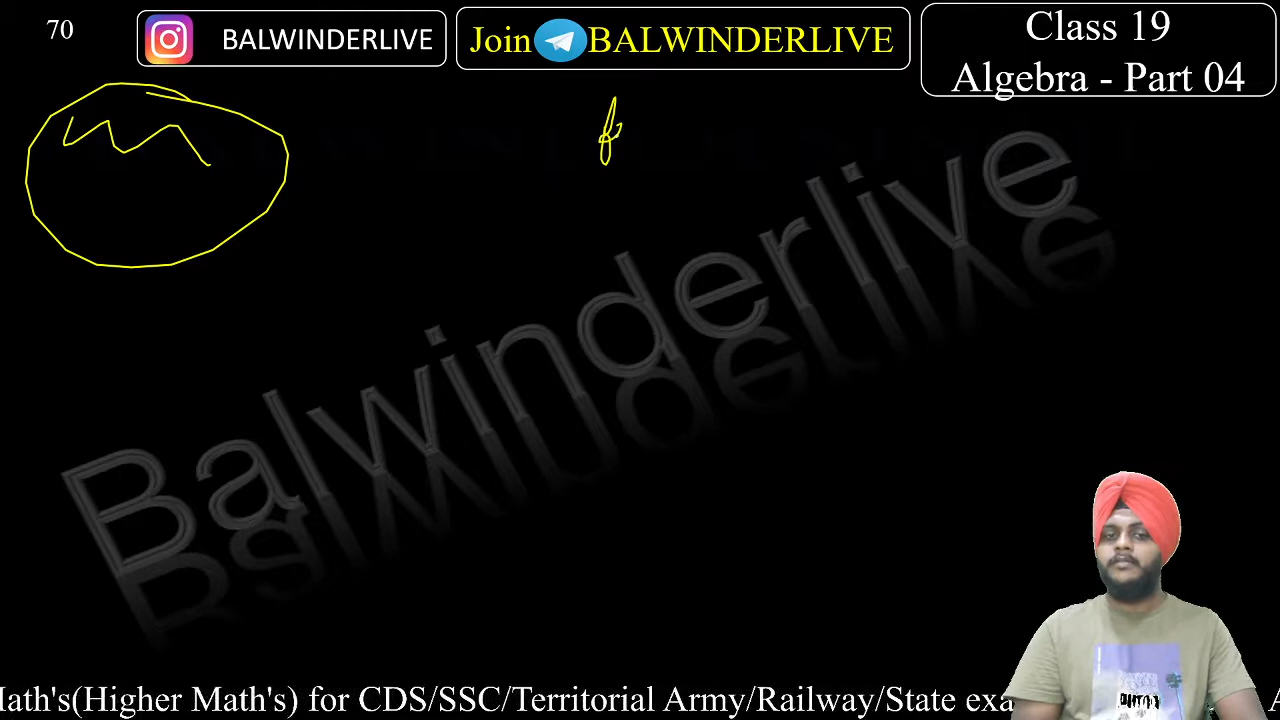 70
BALWINDERLIVE
Join BALWINDERLIVE
Class 19
Algebra - Part 04
Balwinderlive
Math's(Higher Math's) for CDS/SSC/Territorial Army/Railway/State exa